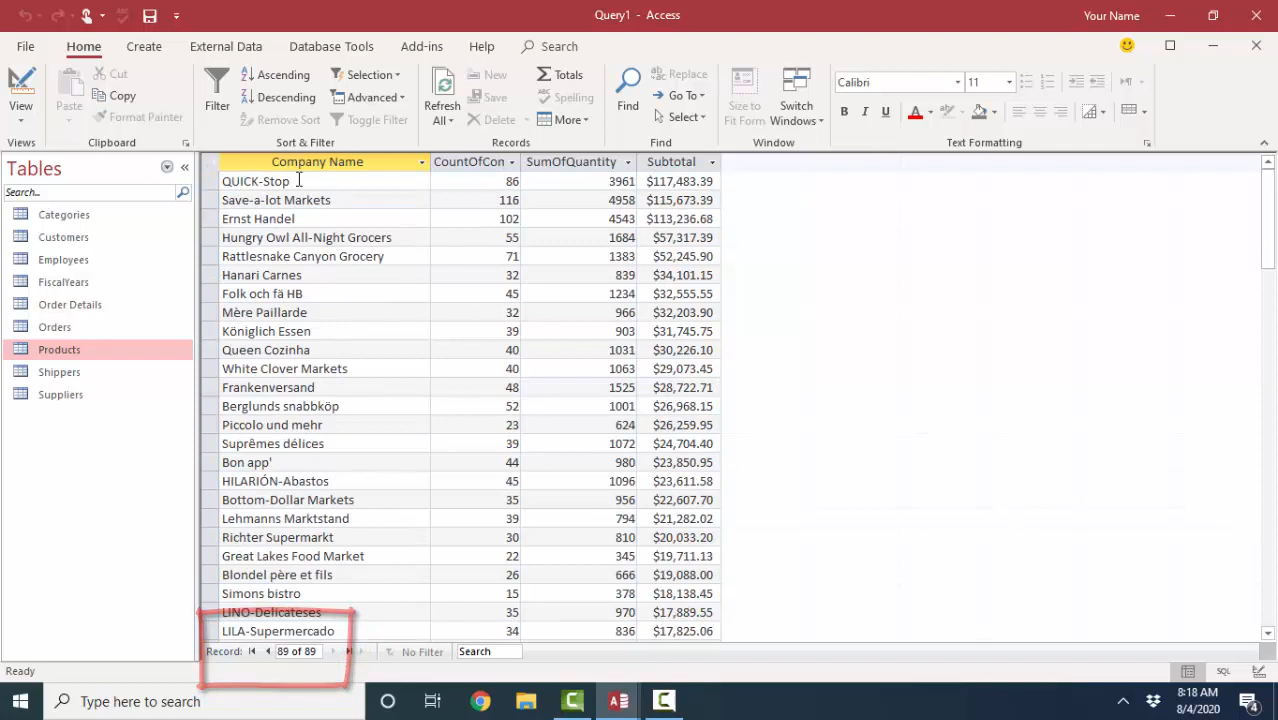 Query1 - Access
Your Name
File Home Create External Data Database Tools Add-ins Help Search
View
Paste
Cut
Copy
Format Painter
Clipboard
Filter
Ascending
Descending
Remove Sort
Selection
Advanced
Toggle Filter
Sort & Filter
Refresh
All
New
Save
Delete
Totals
Spelling
More
Records
Find
Replace
Go To
Select
Find
Size to
Fit Form
Switch
Windows
Window
Calibri 11
B I U A
Text Formatting
Views
Tables
Search...
Categories
Customers
Employees
FiscalYears
Order Details
Orders
Products
Shippers
Suppliers
Company Name CountOfCon SumOfQuantity Subtotal
QUICK-Stop 86 3961 $117,483.39
Save-a-lot Markets 116 4958 $115,673.39
Ernst Handel 102 4543 $113,236.68
Hungry Owl All-Night Grocers 55 1684 $57,317.39
Rattlesnake Canyon Grocery 71 1383 $52,245.90
Hanari Carnes 32 839 $34,101.15
Folk och fä HB 45 1234 $32,555.55
Mère Paillarde 32 966 $32,203.90
Königlich Essen 39 903 $31,745.75
Queen Cozinha 40 1031 $30,226.10
White Clover Markets 40 1063 $29,073.45
Frankenversand 48 1525 $28,722.71
Berglunds snabbköp 52 1001 $26,968.15
Piccolo und mehr 23 624 $26,259.95
Suprêmes délices 39 1072 $24,704.40
Bon app' 44 980 $23,850.95
HILARIÓN-Abastos 45 1096 $23,611.58
Bottom-Dollar Markets 35 956 $22,607.70
Lehmanns Marktstand 39 794 $21,282.02
Richter Supermarkt 30 810 $20,033.20
Great Lakes Food Market 22 345 $19,711.13
Blondel père et fils 26 666 $19,088.00
Simons bistro 15 378 $18,138.45
LINO-Delicateses 35 970 $17,889.55
LILA-Supermercado 34 836 $17,825.06
Record: 89 of 89 No Filter Search
Ready
SQL
Type here to search
8:18 AM
8/4/2020
4